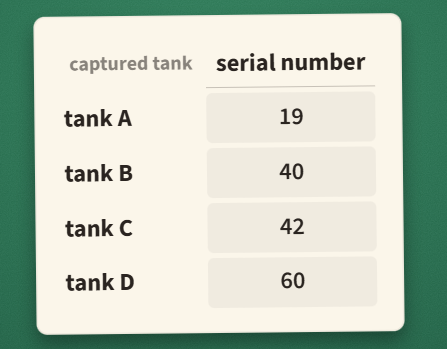 captured tank serial number
tank A 19
tank B 40
tank C 42
tank D 60